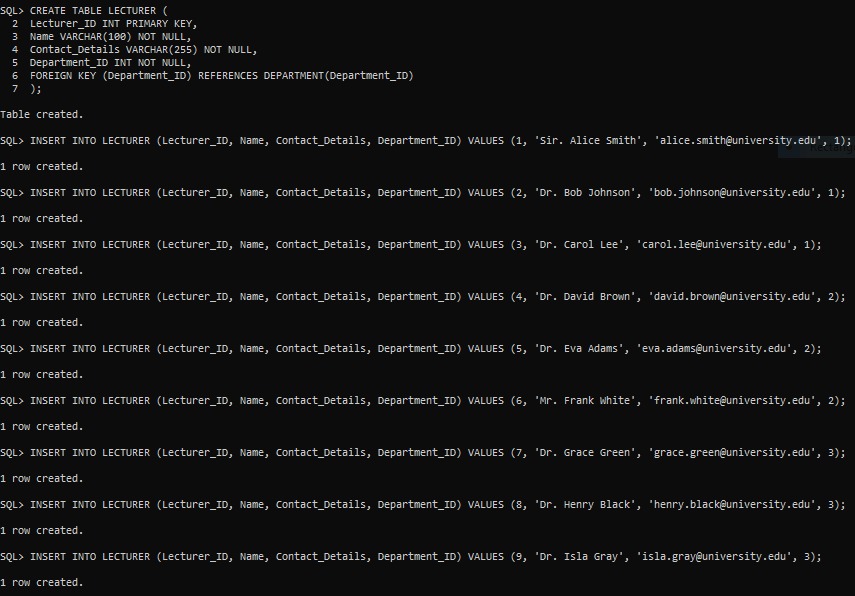 SQL> CREATE TABLE LECTURER (
  2  Lecturer_ID INT PRIMARY KEY,
  3  Name VARCHAR(100) NOT NULL,
  4  Contact_Details VARCHAR(255) NOT NULL,
  5  Department_ID INT NOT NULL,
  6  FOREIGN KEY (Department_ID) REFERENCES DEPARTMENT(Department_ID)
  7  );
Table created.
SQL> INSERT INTO LECTURER (Lecturer_ID, Name, Contact_Details, Department_ID) VALUES (1, 'Sir. Alice Smith', 'alice.smith@university.edu', 1);
1 row created.
SQL> INSERT INTO LECTURER (Lecturer_ID, Name, Contact_Details, Department_ID) VALUES (2, 'Dr. Bob Johnson', 'bob.johnson@university.edu', 1);
1 row created.
SQL> INSERT INTO LECTURER (Lecturer_ID, Name, Contact_Details, Department_ID) VALUES (3, 'Dr. Carol Lee', 'carol.lee@university.edu', 1);
1 row created.
SQL> INSERT INTO LECTURER (Lecturer_ID, Name, Contact_Details, Department_ID) VALUES (4, 'Dr. David Brown', 'david.brown@university.edu', 2);
1 row created.
SQL> INSERT INTO LECTURER (Lecturer_ID, Name, Contact_Details, Department_ID) VALUES (5, 'Dr. Eva Adams', 'eva.adams@university.edu', 2);
1 row created.
SQL> INSERT INTO LECTURER (Lecturer_ID, Name, Contact_Details, Department_ID) VALUES (6, 'Mr. Frank White', 'frank.white@university.edu', 2);
1 row created.
SQL> INSERT INTO LECTURER (Lecturer_ID, Name, Contact_Details, Department_ID) VALUES (7, 'Dr. Grace Green', 'grace.green@university.edu', 3);
1 row created.
SQL> INSERT INTO LECTURER (Lecturer_ID, Name, Contact_Details, Department_ID) VALUES (8, 'Dr. Henry Black', 'henry.black@university.edu', 3);
1 row created.
SQL> INSERT INTO LECTURER (Lecturer_ID, Name, Contact_Details, Department_ID) VALUES (9, 'Dr. Isla Gray', 'isla.gray@university.edu', 3);
1 row created.